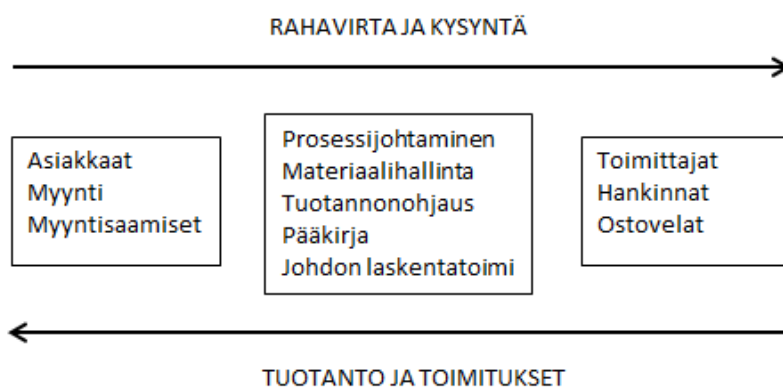 RAHAVIRTA JA KYSYNTÄ
Asiakkaat
Myynti
Myyntisaamiset
Prosessijohtaminen
Materiaalihallinta
Tuotannonohjaus
Pääkirja
Johdon laskentatoimi
Toimittajat
Hankinnat
Ostovelat
TUOTANTO JA TOIMITUKSET